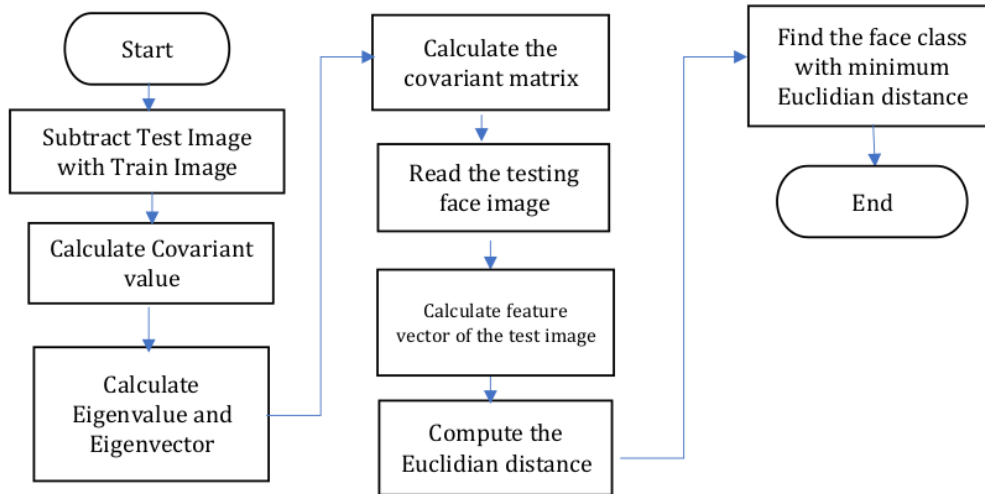 Start
Subtract Test Image
with Train Image
Calculate Covariant
value
Calculate
Eigenvalue and
Eigenvector
Calculate the
covariant matrix
Read the testing
face image
Calculate feature
vector of the test image
Compute the
Euclidian distance
Find the face class
with minimum
Euclidian distance
End